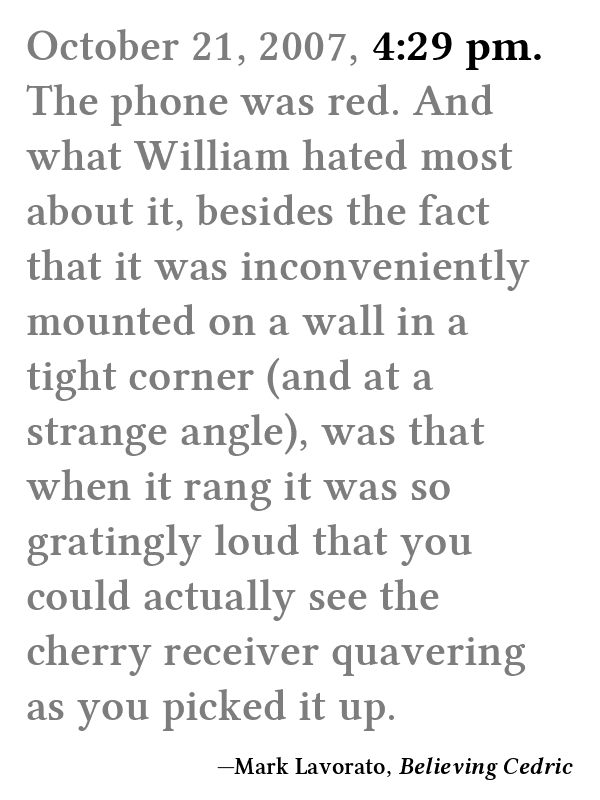 October 21, 2007, 4:29 pm.
The phone was red. And
what William hated most
about it, besides the fact
that it was inconveniently
mounted on a wall in a
tight corner (and at a
strange angle), was that
when it rang it was so
gratingly loud that you
could actually see the
cherry receiver quavering
as you picked it up.
—Mark Lavorato, Believing Cedric